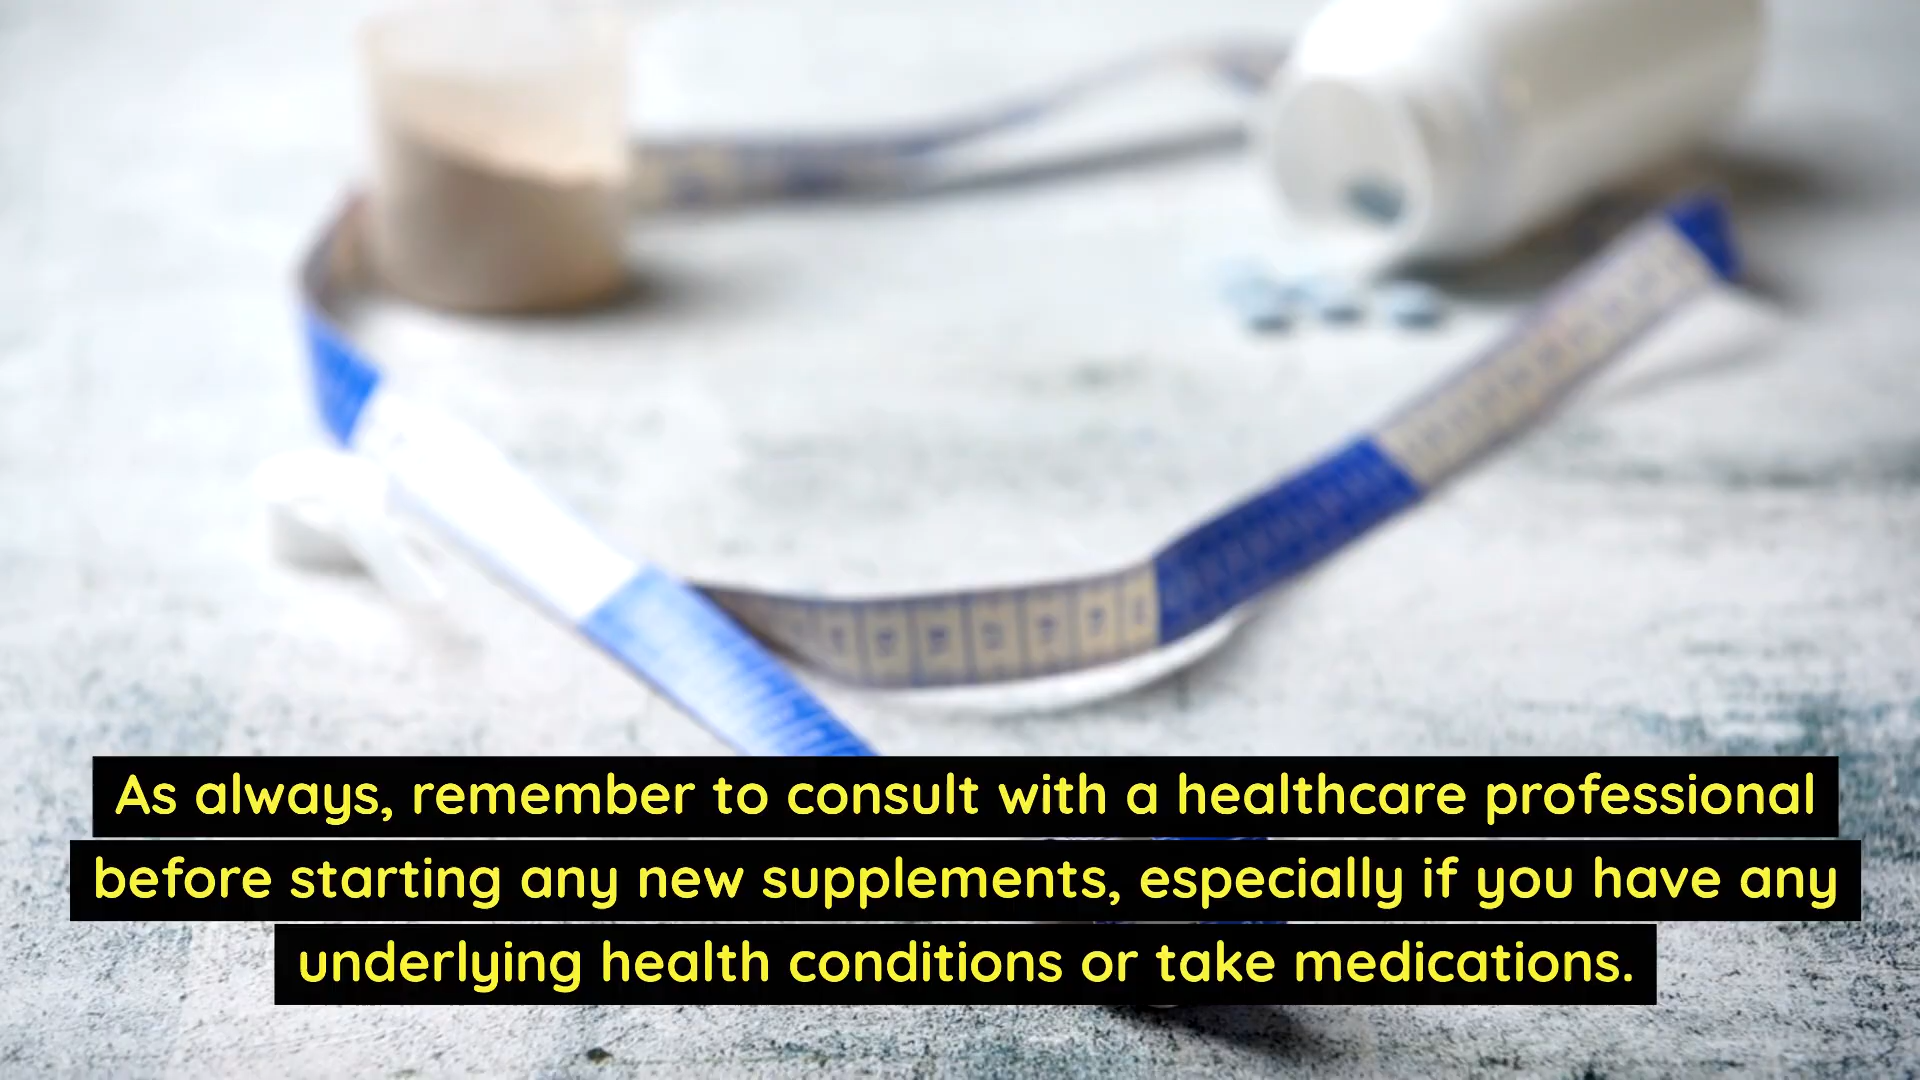 As always, remember to consult with a healthcare professional
before starting any new supplements, especially if you have any
underlying health conditions or take medications.